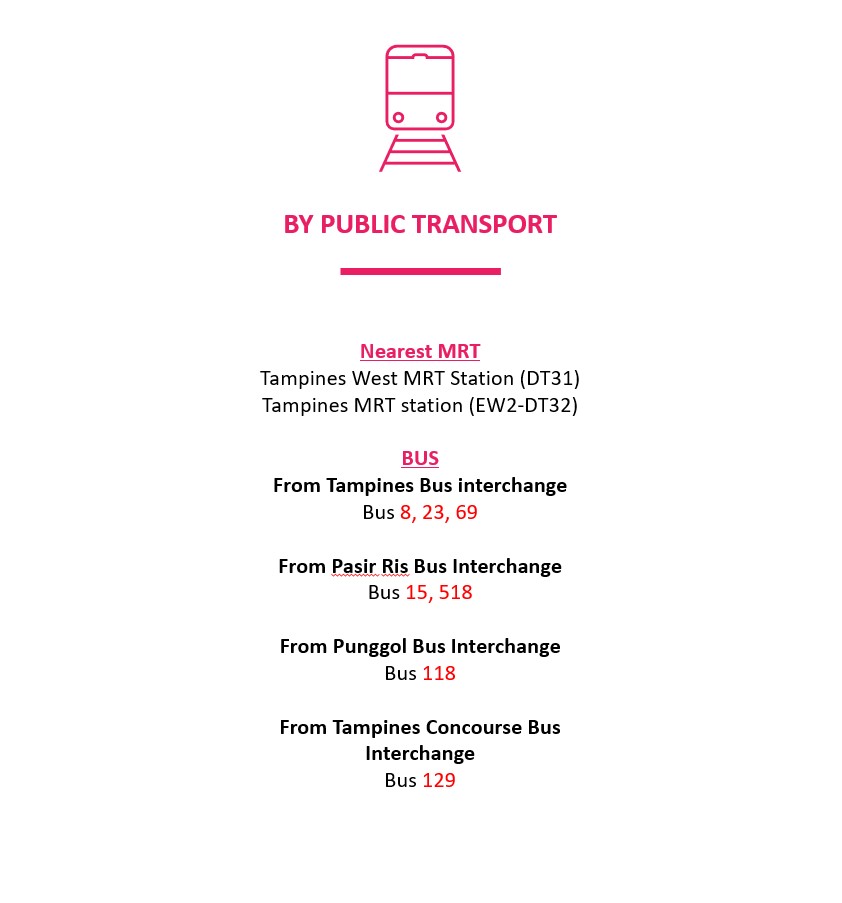 BY PUBLIC TRANSPORT
Nearest MRT
Tampines West MRT Station (DT31)
Tampines MRT station (EW2-DT32)
BUS
From Tampines Bus interchange
Bus 8, 23, 69
From Pasir Ris Bus Interchange
Bus 15, 518
From Punggol Bus Interchange
Bus 118
From Tampines Concourse Bus
Interchange
Bus 129